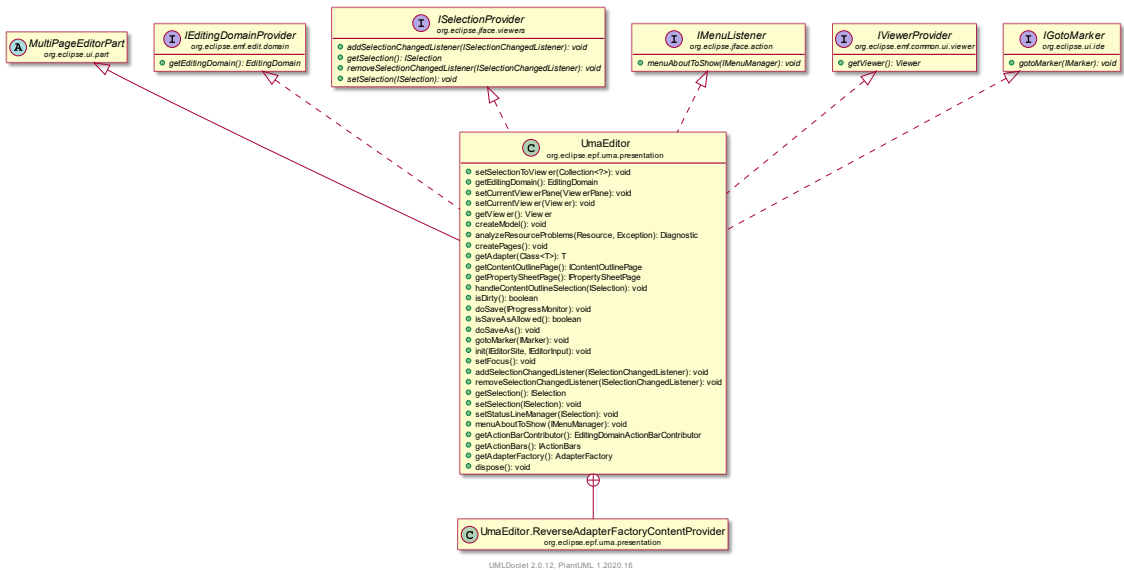 A MultiPageEditorPart
org.eclipse.ui.part
I IEditingDomainProvider
org.eclipse.emf.edit.domain
getEditingDomain(): EditingDomain
I ISelectionProvider
org.eclipse.jface.viewers
addSelectionChangedListener(ISelectionChangedListener): void
getSelection(): ISelection
removeSelectionChangedListener(ISelectionChangedListener): void
setSelection(ISelection): void
I IMenuListener
org.eclipse.jface.action
menuAboutToShow(IMenuManager): void
I IViewerProvider
org.eclipse.emf.common.ui.viewer
getViewer(): Viewer
I IGotoMarker
org.eclipse.ui.ide
gotoMarker(IMarker): void
C UmaEditor
org.eclipse.epf.uma.presentation
setSelectionToViewer(Collection<?>): void
getEditingDomain(): EditingDomain
setCurrentViewerPane(ViewerPane): void
setCurrentViewer(Viewer): void
getViewer(): Viewer
createModel(): void
analyzeResourceProblems(Resource, Exception): Diagnostic
createPages(): void
getAdapter(Class<T>): T
getContentOutlinePage(): IContentOutlinePage
getPropertySheetPage(): IPropertySheetPage
handleContentOutlineSelection(ISelection): void
isDirty(): boolean
doSave(IProgressMonitor): void
isSaveAsAllowed(): boolean
doSaveAs(): void
gotoMarker(IMarker): void
init(IEditorSite, IEditorInput): void
setFocus(): void
addSelectionChangedListener(ISelectionChangedListener): void
removeSelectionChangedListener(ISelectionChangedListener): void
getSelection(): ISelection
setSelection(ISelection): void
setStatusLineManager(ISelection): void
menuAboutToShow(IMenuManager): void
getActionBarContributor(): EditingDomainActionBarContributor
getActionBars(): IActionBars
getAdapterFactory(): AdapterFactory
dispose(): void
C UmaEditor.ReverseAdapterFactoryContentProvider
org.eclipse.epf.uma.presentation
UMLDoclet 2.0.12, PlantUML 1.2020.16